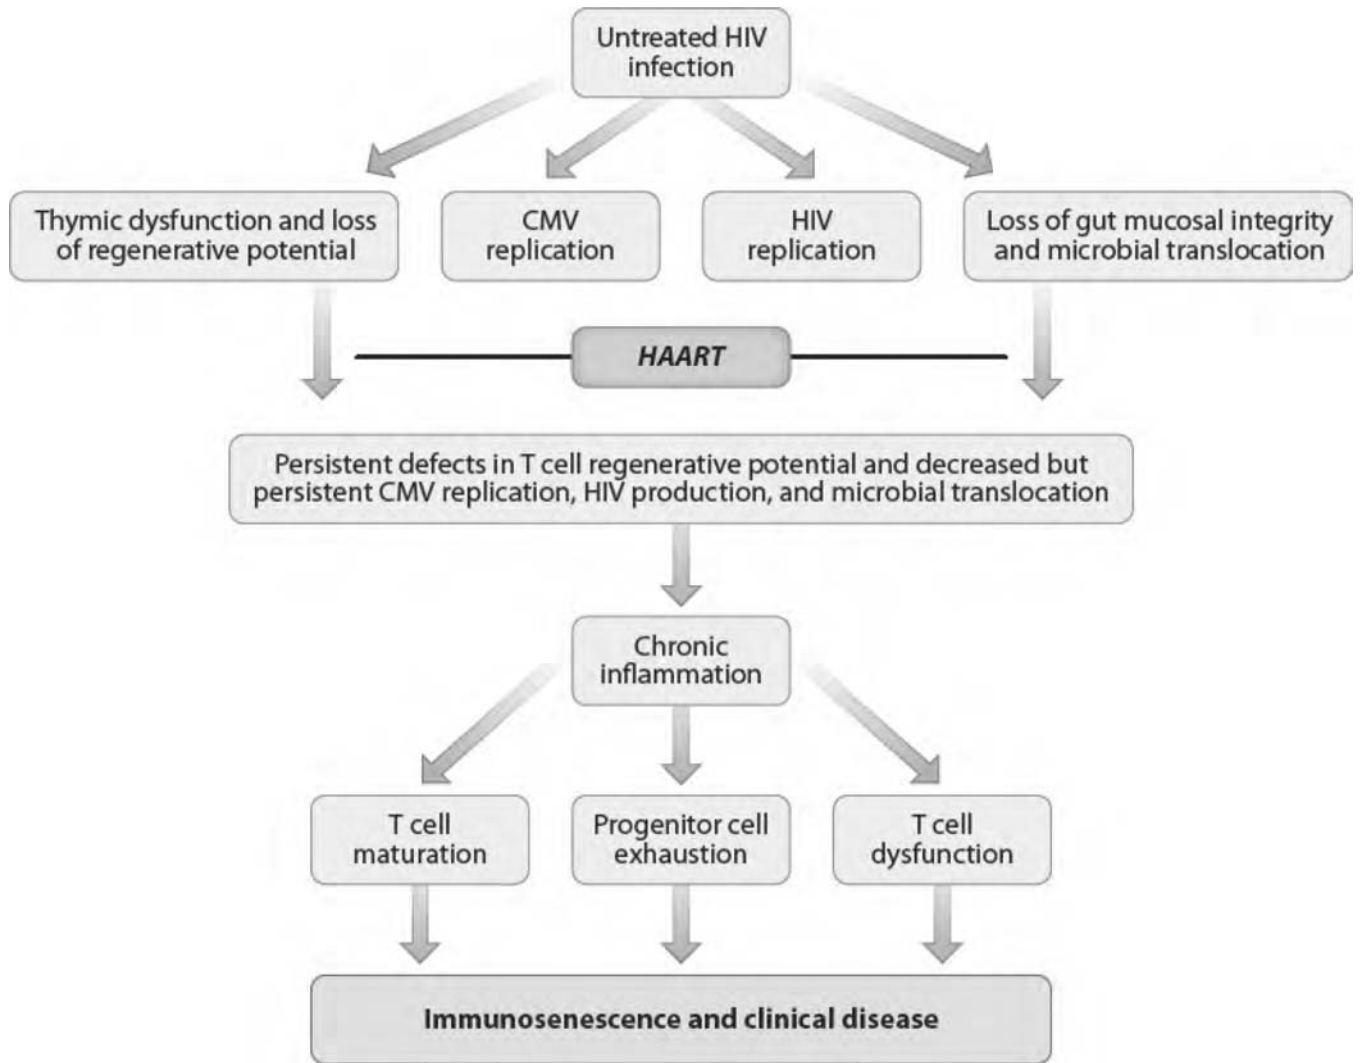 Untreated HIV
infection
Thymic dysfunction and loss
of regenerative potential
CMV
replication
HIV
replication
Loss of gut mucosal integrity
and microbial translocation
HAART
Persistent defects in T cell regenerative potential and decreased but
persistent CMV replication, HIV production, and microbial translocation
Chronic
inflammation
T cell
maturation
Progenitor cell
exhaustion
T cell
dysfunction
Immunosenescence and clinical disease